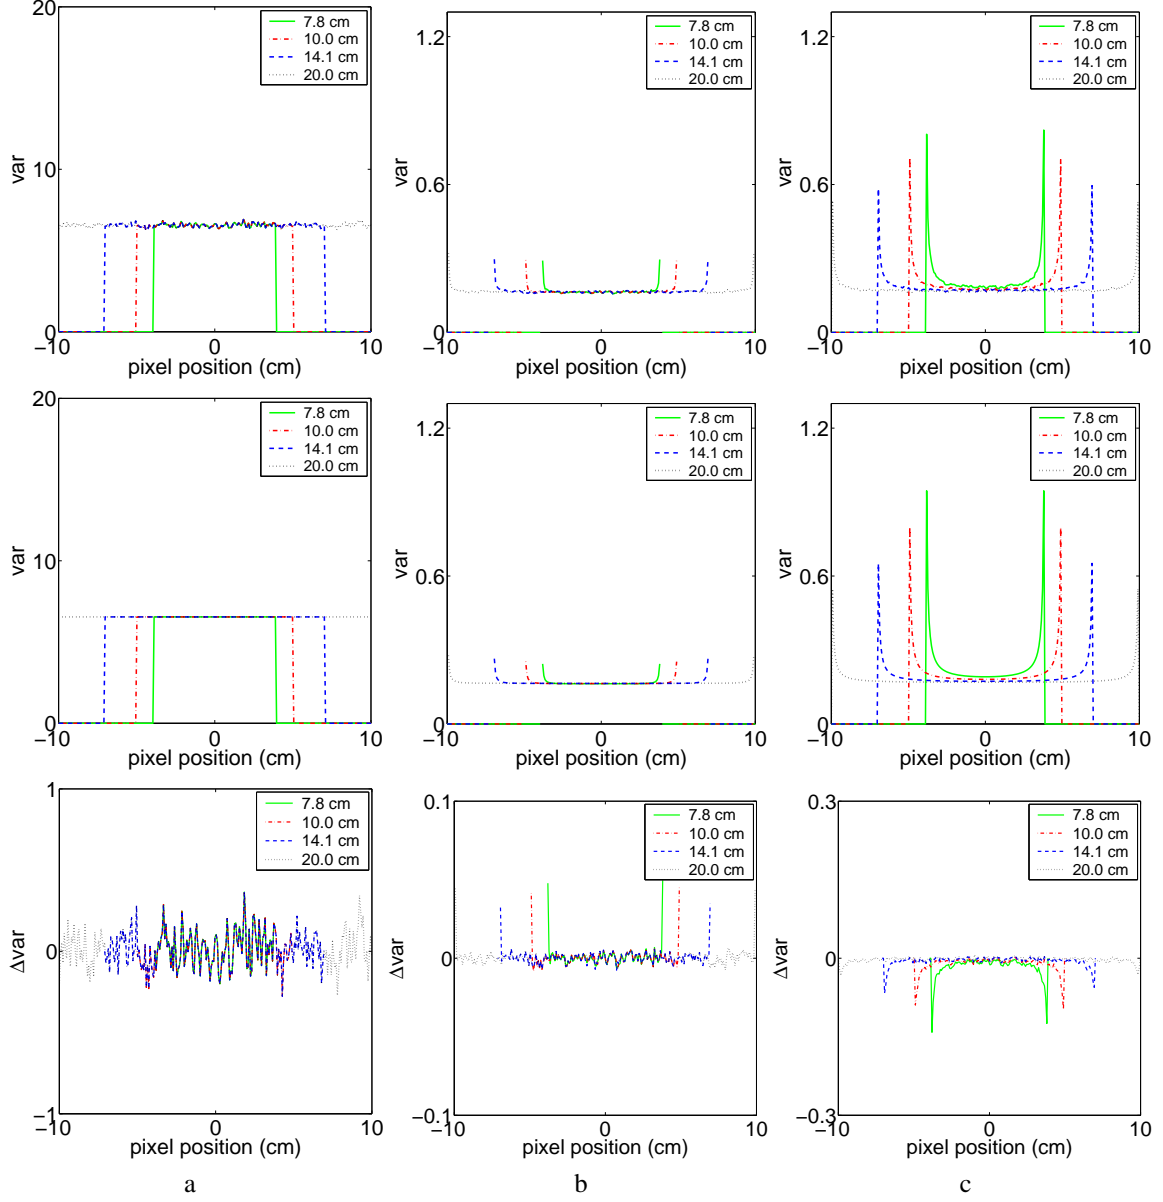 20
10
0
var
−10
0
10
pixel position (cm)
7.8 cm
10.0 cm
14.1 cm
20.0 cm
1.2
0.6
0
var
−10
0
10
pixel position (cm)
7.8 cm
10.0 cm
14.1 cm
20.0 cm
1.2
0.6
0
var
−10
0
10
pixel position (cm)
7.8 cm
10.0 cm
14.1 cm
20.0 cm
20
10
0
var
−10
0
10
pixel position (cm)
7.8 cm
10.0 cm
14.1 cm
20.0 cm
1.2
0.6
0
var
−10
0
10
pixel position (cm)
7.8 cm
10.0 cm
14.1 cm
20.0 cm
1.2
0.6
0
var
−10
0
10
pixel position (cm)
7.8 cm
10.0 cm
14.1 cm
20.0 cm
1
0
−1
Δvar
−10
0
10
pixel position (cm)
7.8 cm
10.0 cm
14.1 cm
20.0 cm
0.1
0
−0.1
Δvar
−10
0
10
pixel position (cm)
7.8 cm
10.0 cm
14.1 cm
20.0 cm
0.3
0
−0.3
Δvar
−10
0
10
pixel position (cm)
7.8 cm
10.0 cm
14.1 cm
20.0 cm
a
b
c